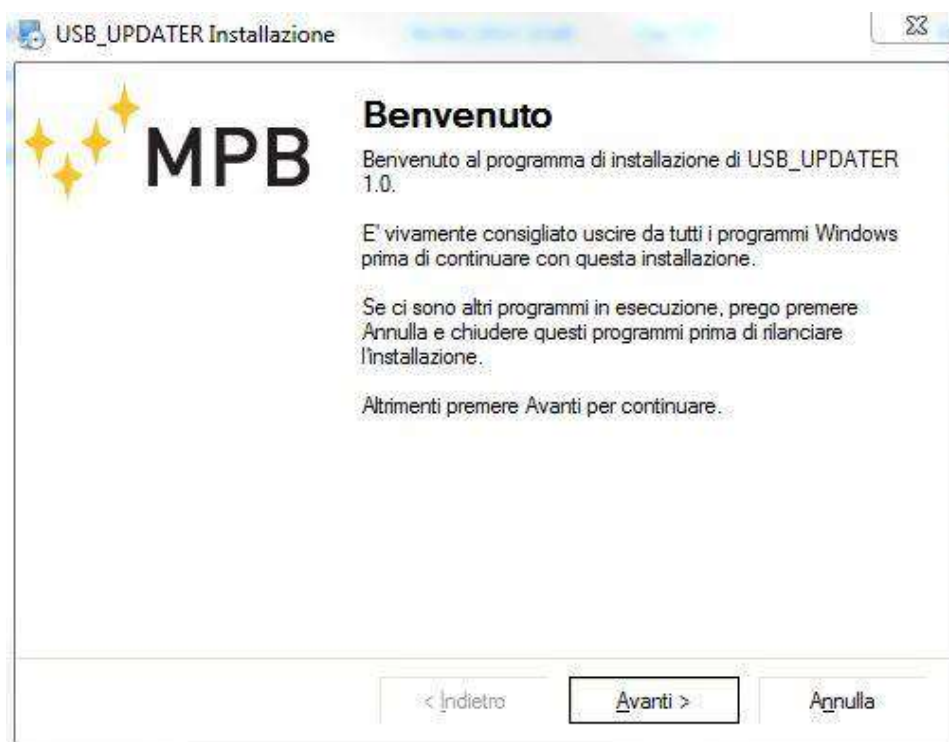 USB_UPDATER Installazione
MPB
Benvenuto
Benvenuto al programma di installazione di USB_UPDATER
1.0.
E' vivamente consigliato uscire da tutti i programmi Windows
prima di continuare con questa installazione.
Se ci sono altri programmi in esecuzione, prego premere
Annulla e chiudere questi programmi prima di rilanciare
l'installazione.
Altrimenti premere Avanti per continuare.
< Indietro
Avanti >
Annulla